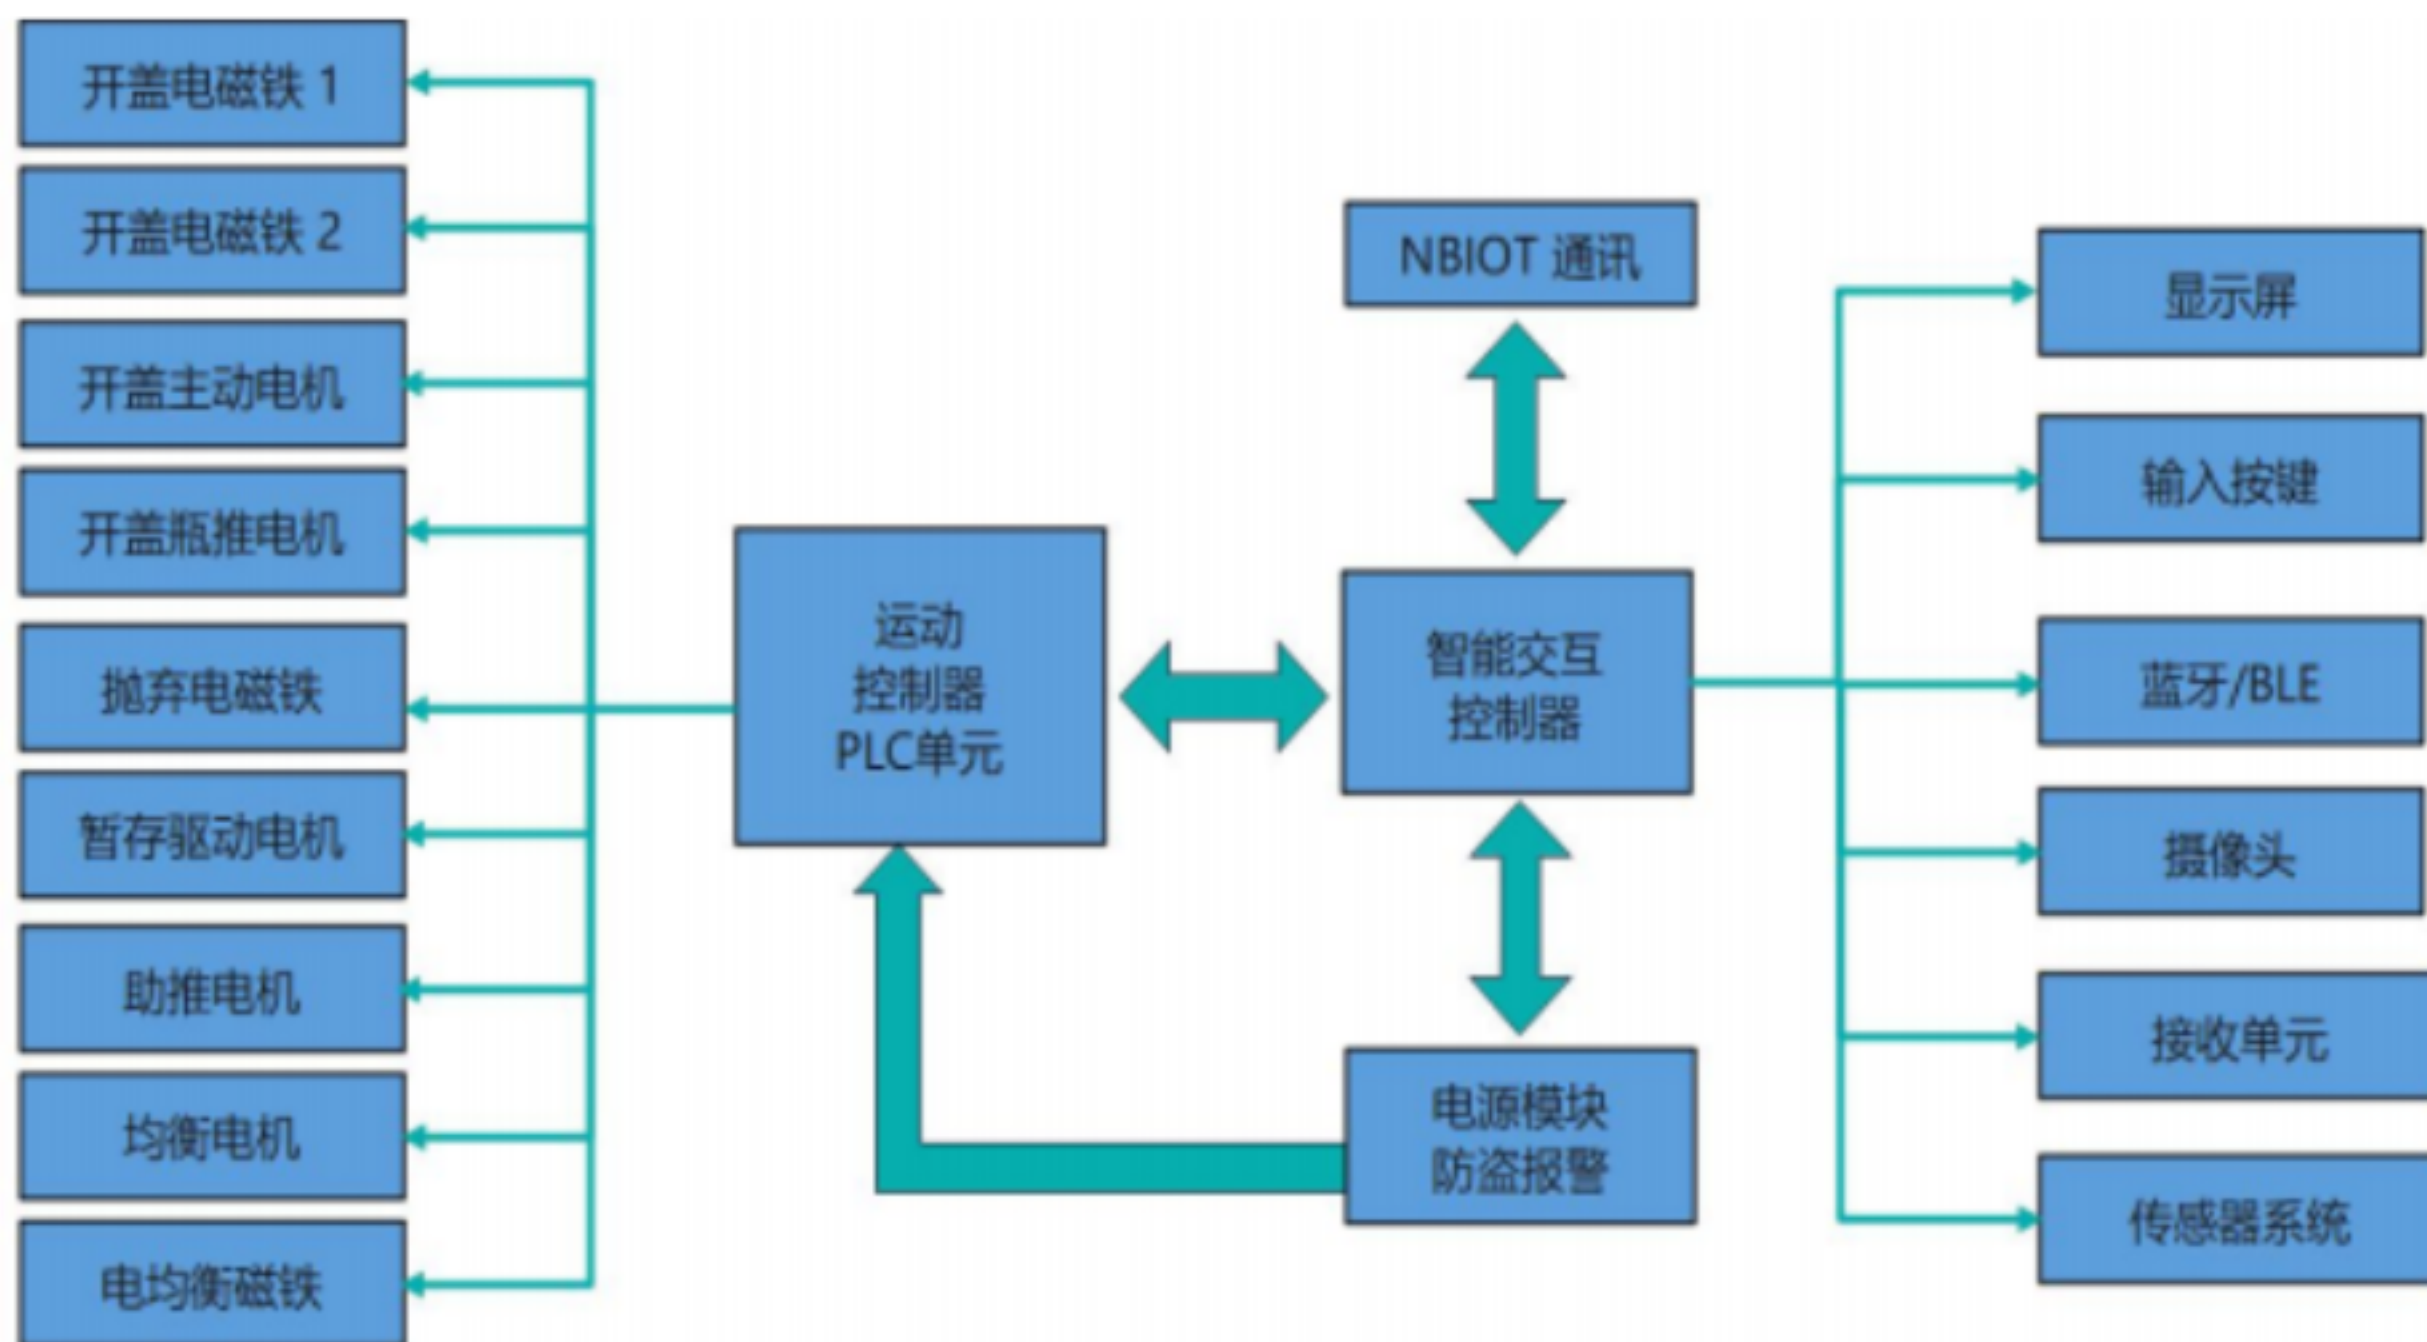 开盖电磁铁 1
开盖电磁铁 2
开盖主动电机
开盖瓶推电机
抛弃电磁铁
暂存驱动电机
助推电机
均衡电机
电均衡磁铁
运动
控制器
PLC单元
NBIOT 通讯
智能交互
控制器
电源模块
防盗报警
显示屏
输入按键
蓝牙/BLE
摄像头
接收单元
传感器系统